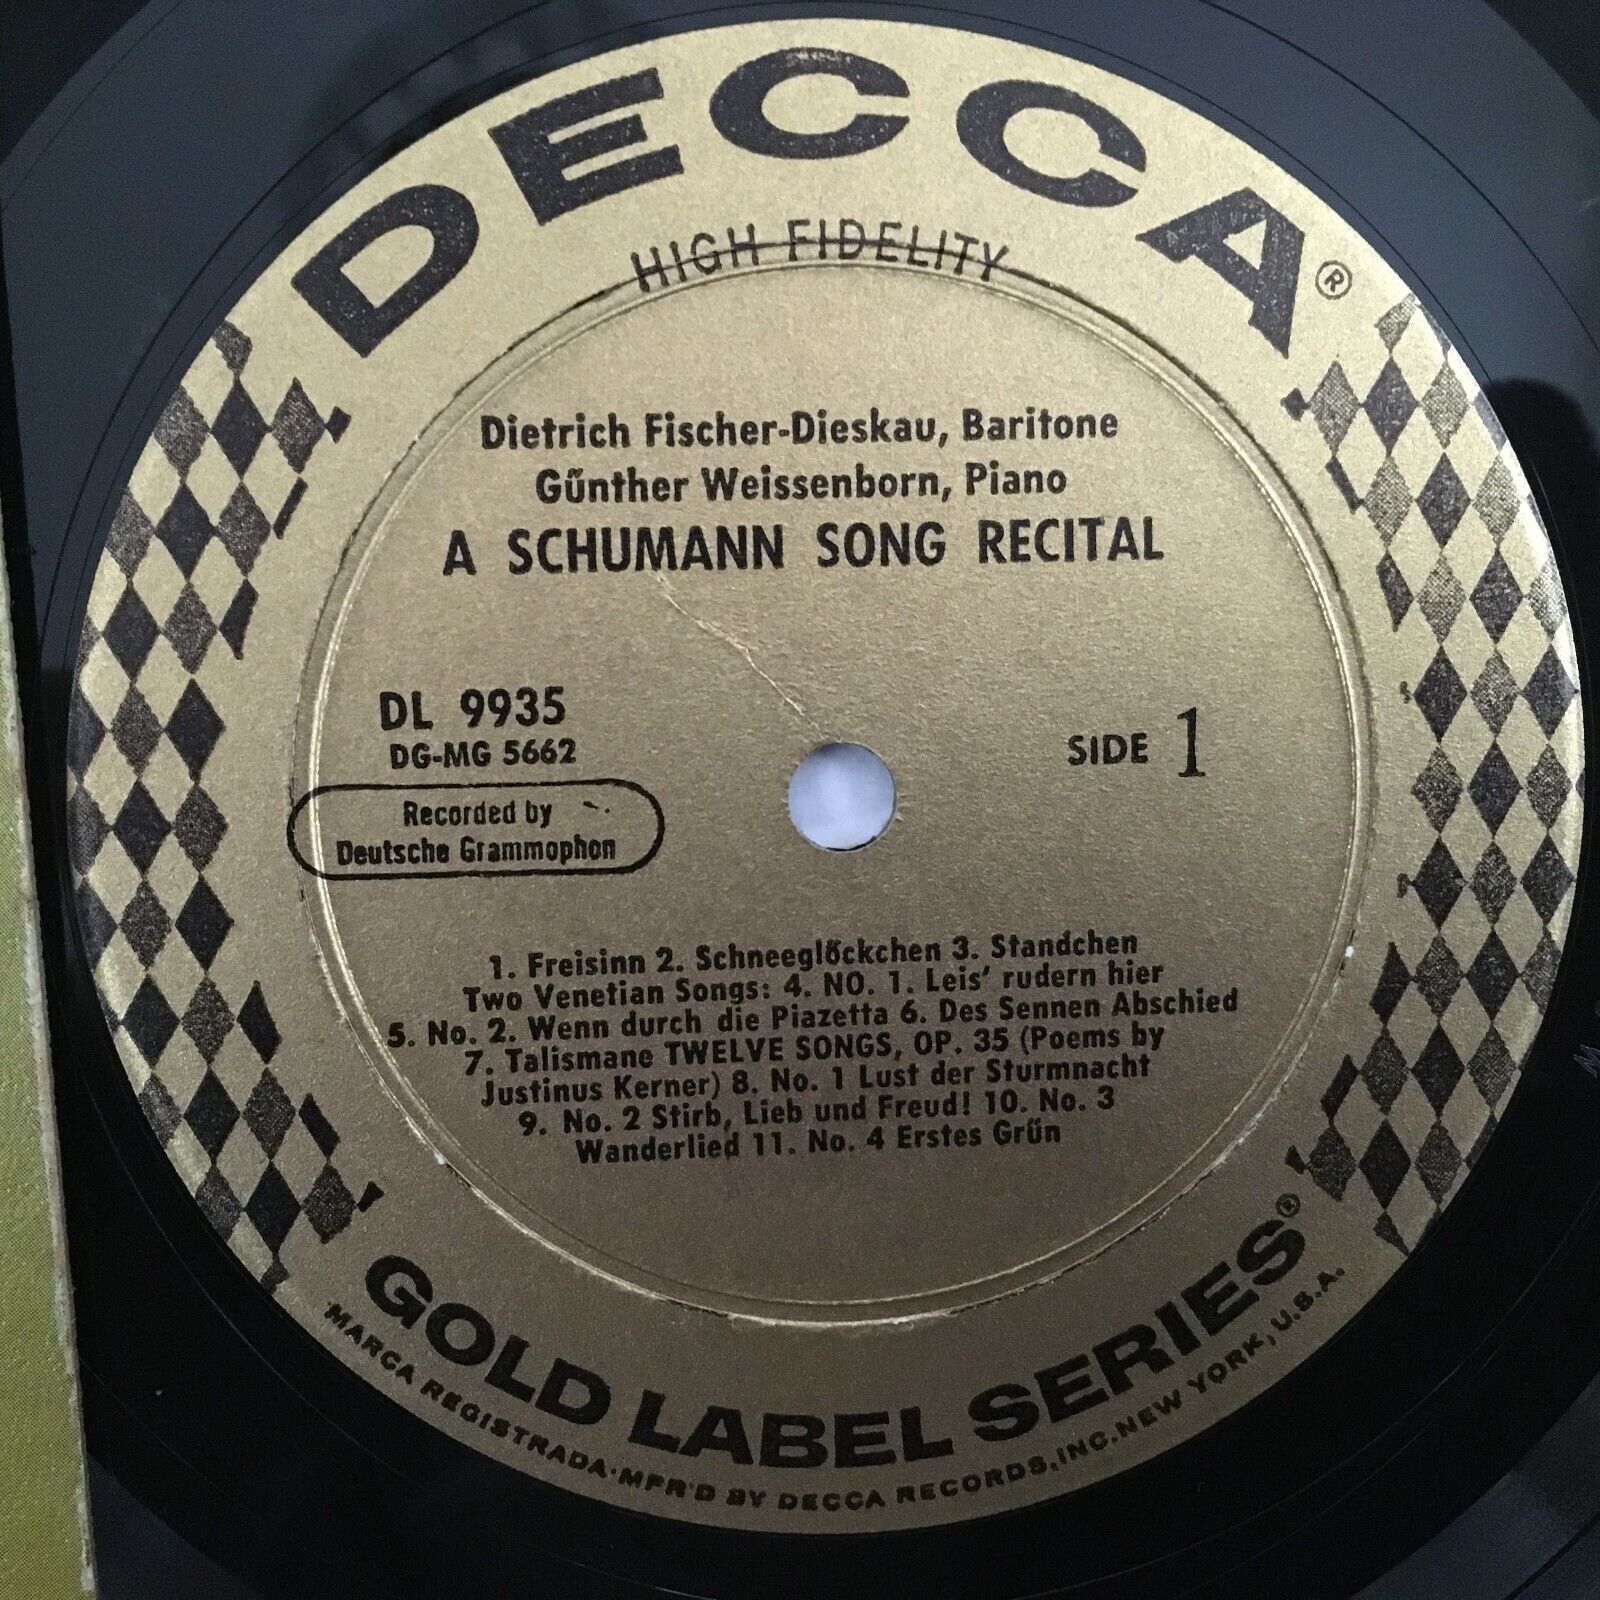 DECCA®
HIGH FIDELITY
Dietrich Fischer-Dieskau, Baritone
Günther Weissenborn, Piano
A SCHUMANN SONG RECITAL
DL 9935
DG-MG 5662
SIDE 1
Recorded by
Deutsche Grammophon
1. Freisinn 2. Schneeglöckchen 3. Standchen
Two Venetian Songs: 4. NO. 1. Leis' rudern hier
5. No. 2. Wenn durch die Piazetta 6. Des Sennen Abschied
7. Talismane TWELVE SONGS, OP. 35 (Poems by
Justinus Kerner) 8. No. 1 Lust der Sturmnacht
9. No. 2 Stirb, Lieb und Freud! 10. No. 3
Wanderlied 11. No. 4 Erstes Grün
GOLD LABEL SERIES®
MARCA REGISTRADA·MFR'D BY DECCA RECORDS, INC. NEW YORK, U.S.A.